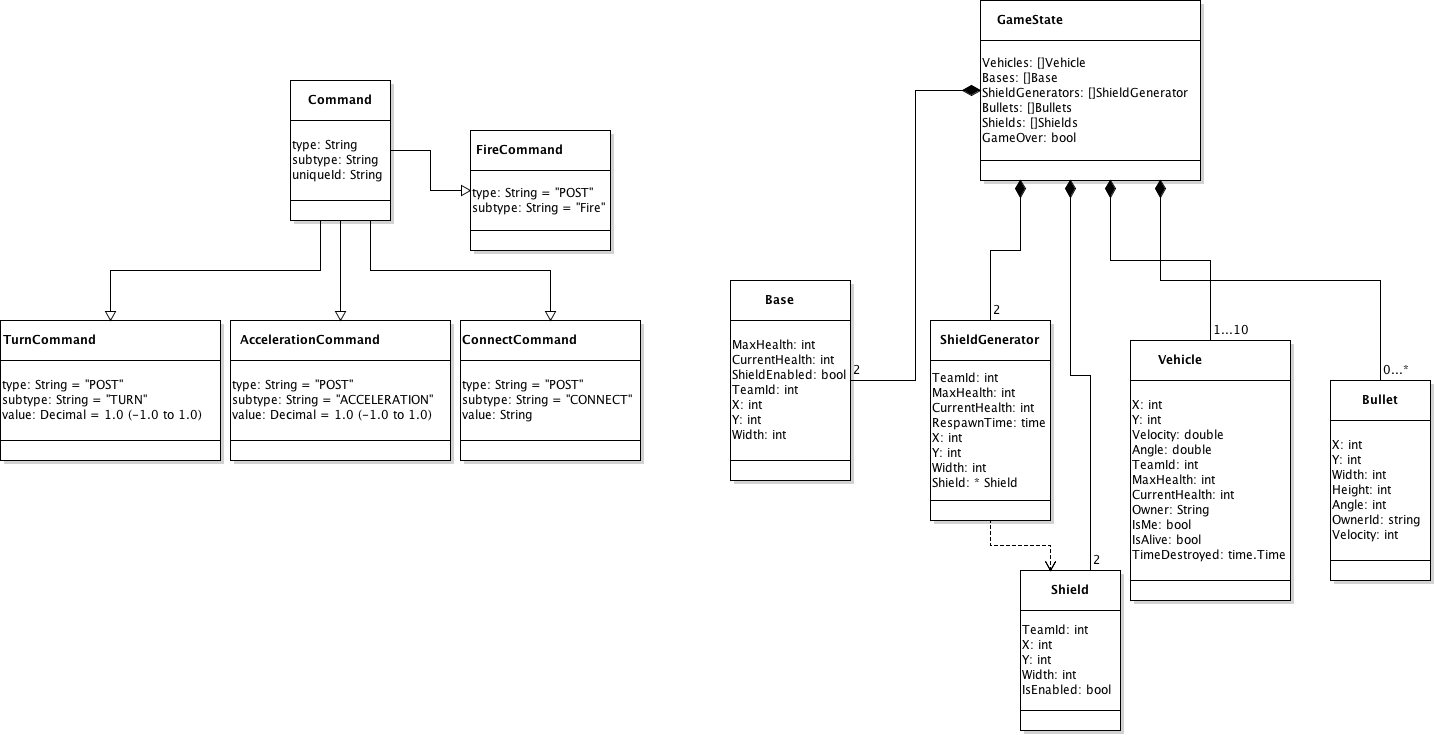 Command
type: String
subtype: String
uniqueId: String
FireCommand
type: String = "POST"
subtype: String = "Fire"
TurnCommand
type: String = "POST"
subtype: String = "TURN"
value: Decimal = 1.0 (-1.0 to 1.0)
AccelerationCommand
type: String = "POST"
subtype: String = "ACCELERATION"
value: Decimal = 1.0 (-1.0 to 1.0)
ConnectCommand
type: String = "POST"
subtype: String = "CONNECT"
value: String
GameState
Vehicles: []Vehicle
Bases: []Base
ShieldGenerators: []ShieldGenerator
Bullets: []Bullets
Shields: []Shields
GameOver: bool
Base
MaxHealth: int
CurrentHealth: int
ShieldEnabled: bool
TeamId: int
X: int
Y: int
Width: int
2
2
ShieldGenerator
TeamId: int
MaxHealth: int
CurrentHealth: int
RespawnTime: time
X: int
Y: int
Width: int
Shield: * Shield
2
Shield
TeamId: int
X: int
Y: int
Width: int
IsEnabled: bool
1...10
Vehicle
X: int
Y: int
Velocity: double
Angle: double
TeamId: int
MaxHealth: int
CurrentHealth: int
Owner: String
IsMe: bool
IsAlive: bool
TimeDestroyed: time.Time
0...*
Bullet
X: int
Y: int
Width: int
Height: int
Angle: int
OwnerId: string
Velocity: int